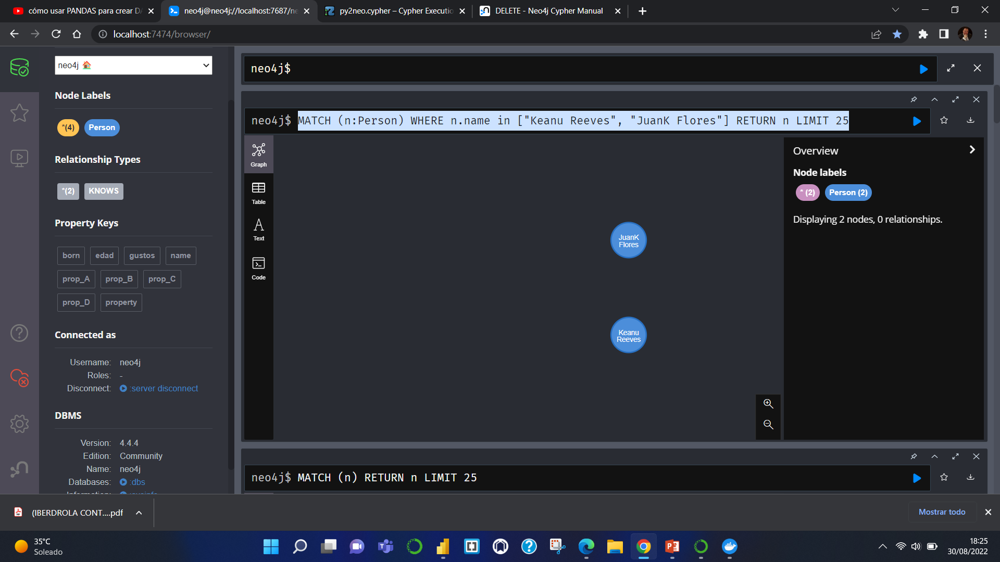 cómo usar PANDAS para crear DA
neo4j@neo4j://localhost:7687/ne
py2neo.cypher – Cypher Executio
DELETE - Neo4j Cypher Manual
localhost:7474/browser/
neo4j
neo4j$
Node Labels
*(4) Person
Relationship Types
*(2) KNOWS
Property Keys
born edad gustos name
prop_A prop_B prop_C
prop_D property
Connected as
Username: neo4j
Roles: -
Disconnect: :server disconnect
DBMS
Version: 4.4.4
Edition: Community
Name: neo4j
Databases: :dbs
Information: :sysinfo
neo4j$ MATCH (n:Person) WHERE n.name in ["Keanu Reeves", "JuanK Flores"] RETURN n LIMIT 25
Graph
Table
Text
Code
JuanK
Flores
Keanu
Reeves
Overview
Node labels
* (2) Person (2)
Displaying 2 nodes, 0 relationships.
neo4j$ MATCH (n) RETURN n LIMIT 25
(IBERDROLA CONT....pdf
Mostrar todo
35°C
Soleado
18:25
30/08/2022